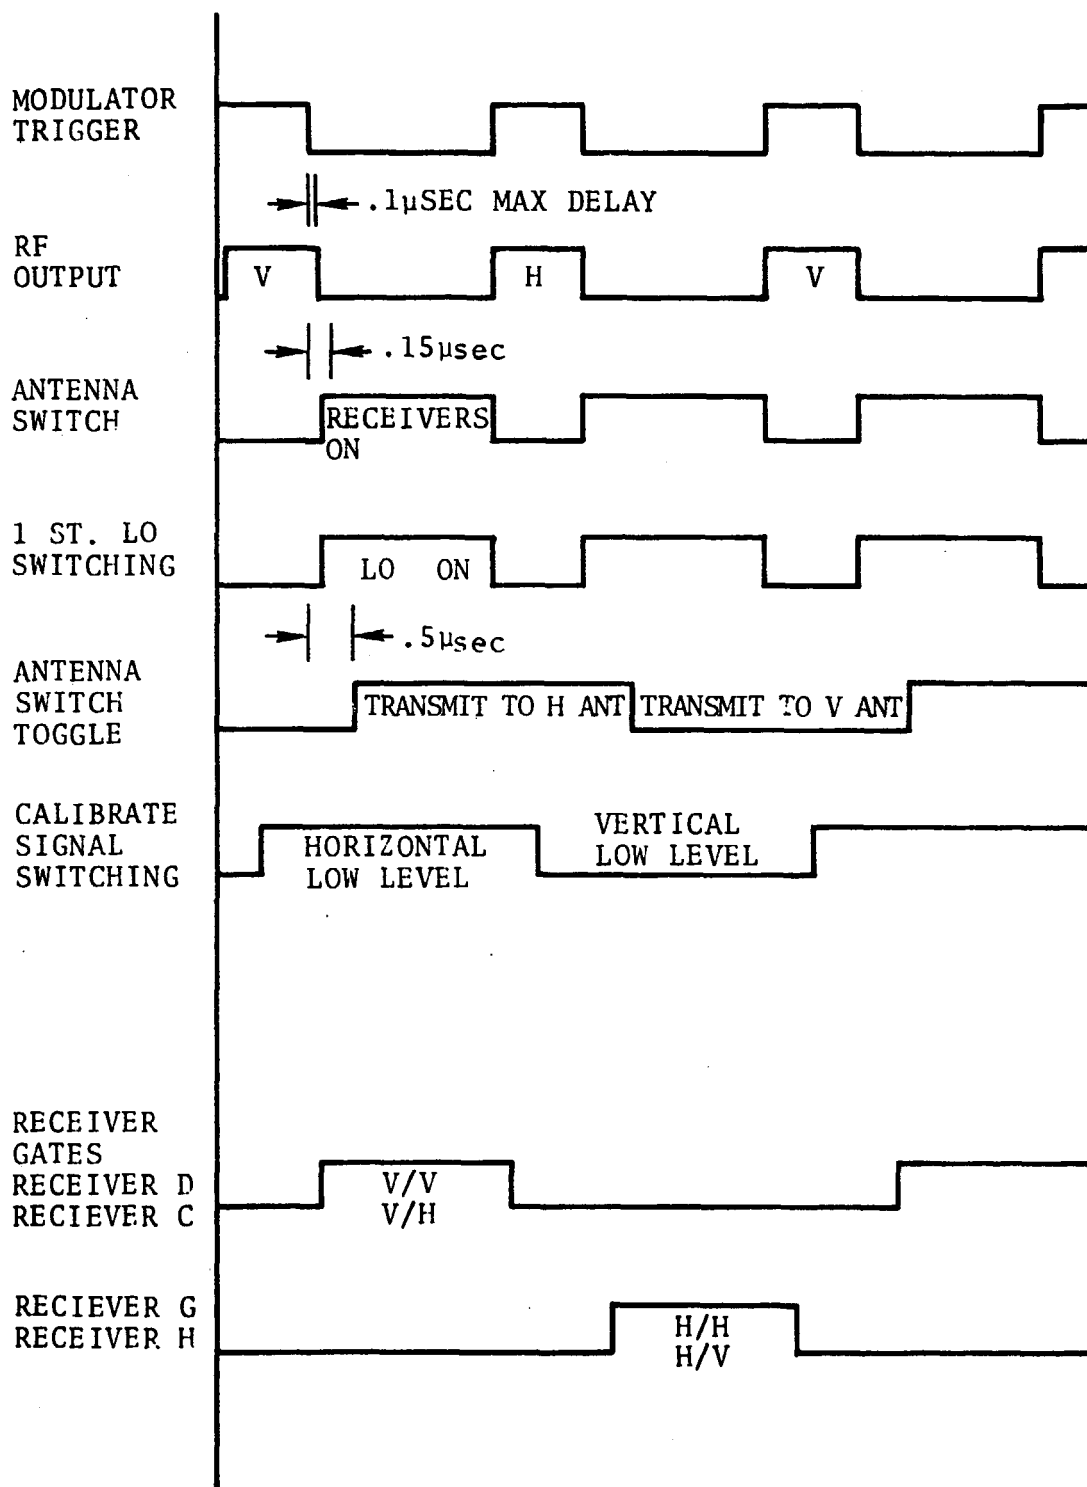 MODULATOR
TRIGGER
.1µSEC MAX DELAY
RF
OUTPUT
V
H
V
.15µsec
ANTENNA
SWITCH
RECEIVERS
ON
1 ST. LO
SWITCHING
LO ON
.5µsec
ANTENNA
SWITCH
TOGGLE
TRANSMIT TO H ANT
TRANSMIT TO V ANT
CALIBRATE
SIGNAL
SWITCHING
HORIZONTAL
LOW LEVEL
VERTICAL
LOW LEVEL
RECEIVER
GATES
RECEIVER D
RECIEVER C
V/V
V/H
RECIEVER G
RECEIVER H
H/H
H/V